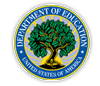 DEPARTMENT OF EDUCATION
UNITED STATES OF AMERICA